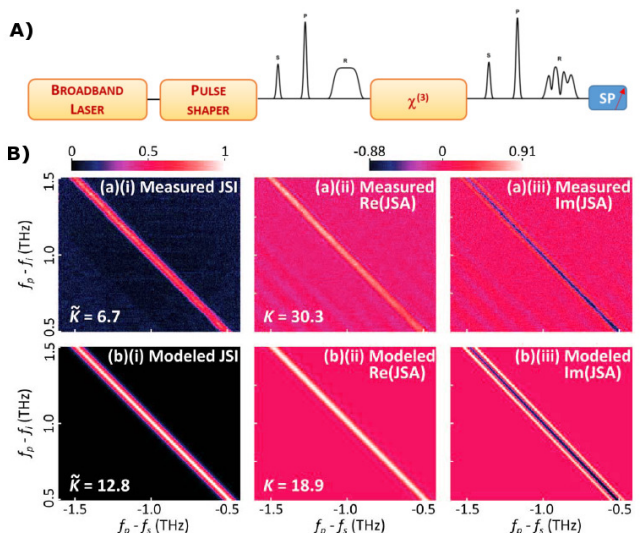 A)
S P R S P R
BROADBAND LASER PULSE SHAPER χ(3) SP
B)
0 0.5 1 -0.88 0 0.91
(a)(i) Measured JSI (a)(ii) Measured Re(JSA) (a)(iii) Measured Im(JSA)
1.5
1.0
0.5
fp - fi (THz)
K̃ = 6.7 K = 30.3
(b)(i) Modeled JSI (b)(ii) Modeled Re(JSA) (b)(iii) Modeled Im(JSA)
1.5
1.0
0.5
fp - fi (THz)
K̃ = 12.8 K = 18.9
-1.5 -1.0 -0.5 -1.5 -1.0 -0.5 -1.5 -1.0 -0.5
fp - fs (THz) fp - fs (THz) fp - fs (THz)